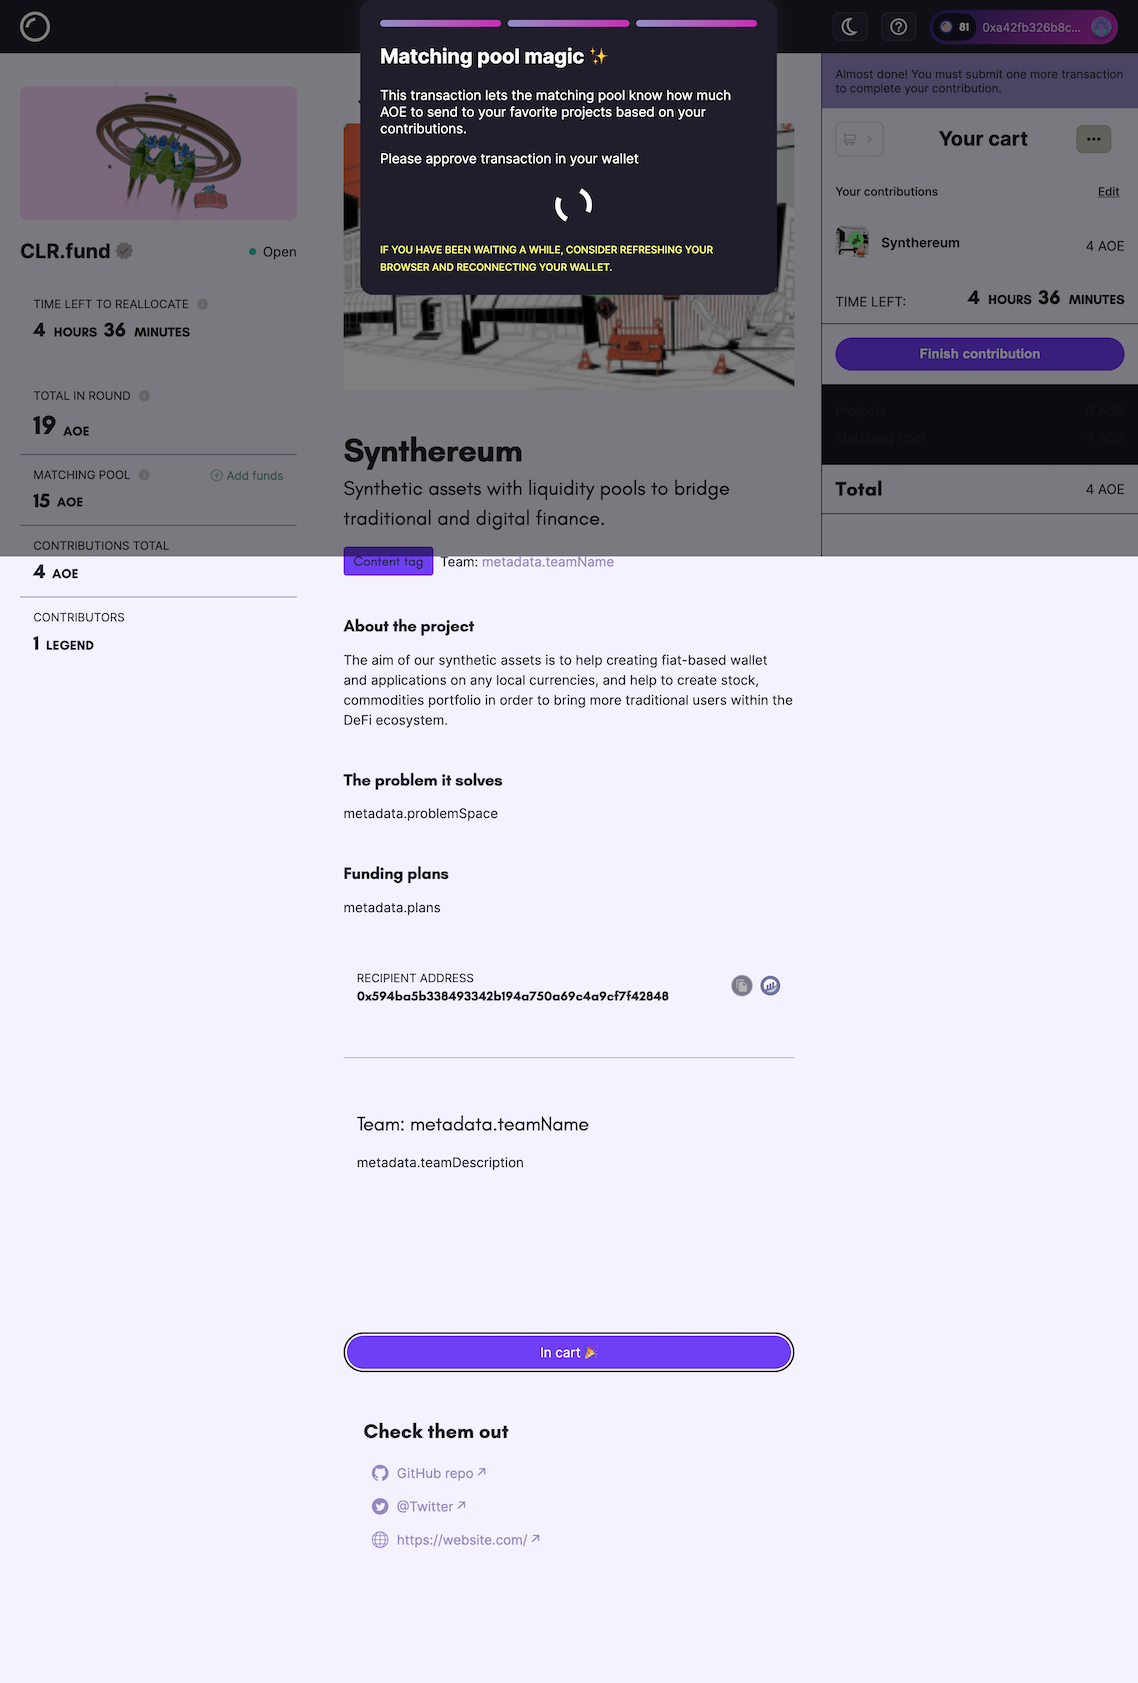 81
0xa42fb326b8c...
Matching pool magic ✨
This transaction lets the matching pool know how much
AOE to send to your favorite projects based on your
contributions.
Please approve transaction in your wallet
IF YOU HAVE BEEN WAITING A WHILE, CONSIDER REFRESHING YOUR
BROWSER AND RECONNECTING YOUR WALLET.
CLR.fund
Open
TIME LEFT TO REALLOCATE
4 HOURS 36 MINUTES
TOTAL IN ROUND
19 AOE
MATCHING POOL
Add funds
15 AOE
CONTRIBUTIONS TOTAL
4 AOE
CONTRIBUTORS
1 LEGEND
Synthereum
Synthetic assets with liquidity pools to bridge
traditional and digital finance.
Content tag
Team: metadata.teamName
About the project
The aim of our synthetic assets is to help creating fiat-based wallet
and applications on any local currencies, and help to create stock,
commodities portfolio in order to bring more traditional users within the
DeFi ecosystem.
The problem it solves
metadata.problemSpace
Funding plans
metadata.plans
RECIPIENT ADDRESS
0x594ba5b338493342b194a750a69c4a9cf7f42848
Team: metadata.teamName
metadata.teamDescription
In cart 🎉
Check them out
GitHub repo ↗
@Twitter ↗
https://website.com/ ↗
Almost done! You must submit one more transaction
to complete your contribution.
Your cart
Your contributions
Edit
Synthereum
4 AOE
TIME LEFT:
4 HOURS 36 MINUTES
Finish contribution
Projects
0 AOE
Matching Pool
4 AOE
Total
4 AOE